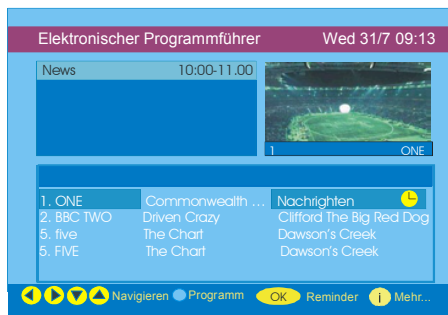 Elektronischer Programmführer Wed 31/7 09:13
News 10:00-11.00
1 ONE
1. ONE Commonwealth ... Nachrighten
2. BBC TWO Driven Crazy Clifford The Big Red Dog
5. five The Chart Dawson's Creek
5. FIVE The Chart Dawson's Creek
Navigieren Programm OK Reminder i Mehr...